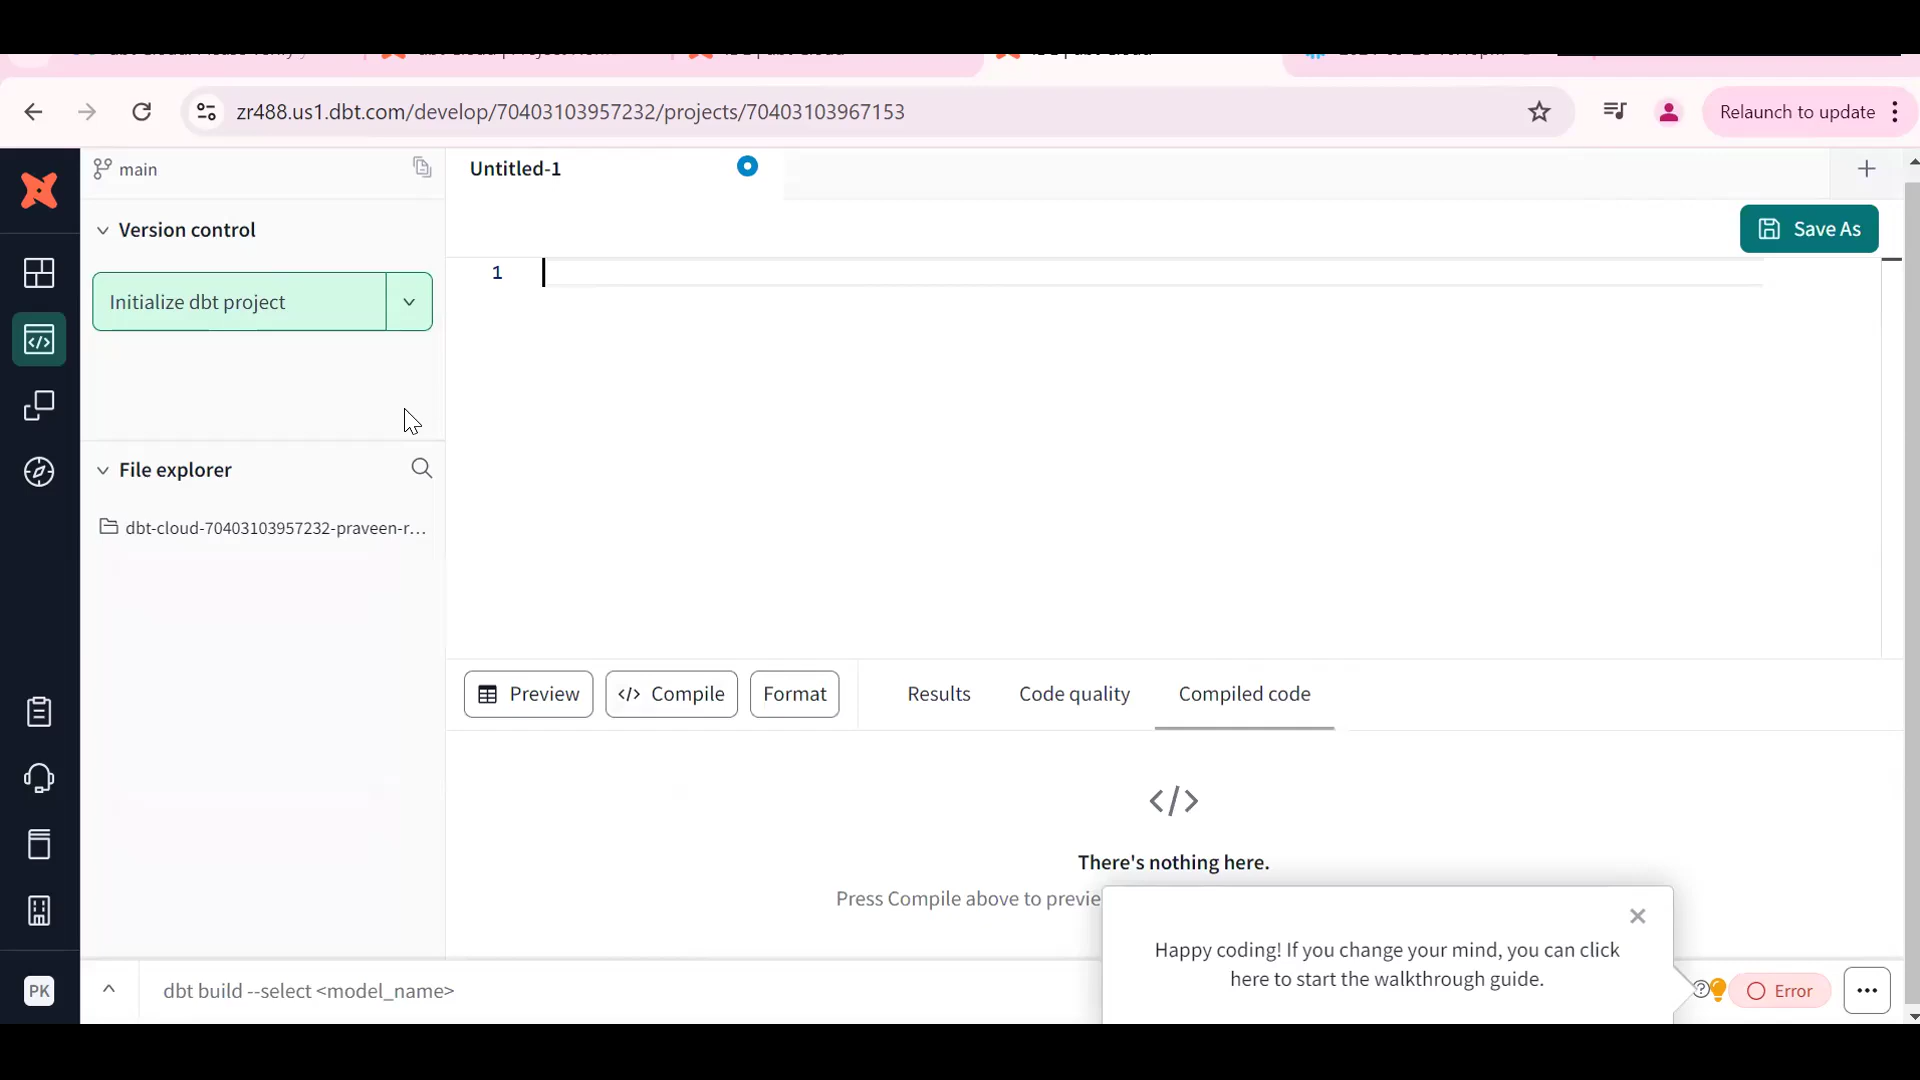 zr488.us1.dbt.com/develop/70403103957232/projects/70403103967153
Relaunch to update
main
Untitled-1
Version control
Save As
1
Initialize dbt project
File explorer
dbt-cloud-70403103957232-praveen-r...
Preview
Compile
Format
Results
Code quality
Compiled code
There's nothing here.
Press Compile above to previe
Happy coding! If you change your mind, you can click
here to start the walkthrough guide.
PK
dbt build --select <model_name>
Error